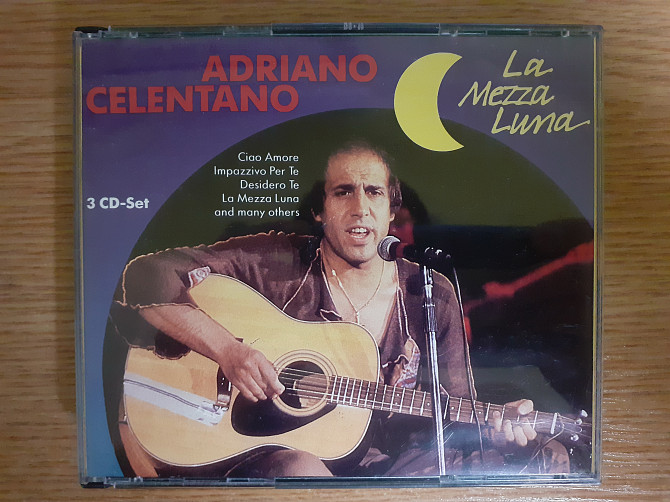 ADRIANO
CELENTANO
La
Mezza
Luna
Ciao Amore
Impazzivo Per Te
Desidero Te
La Mezza Luna
and many others
3 CD-Set